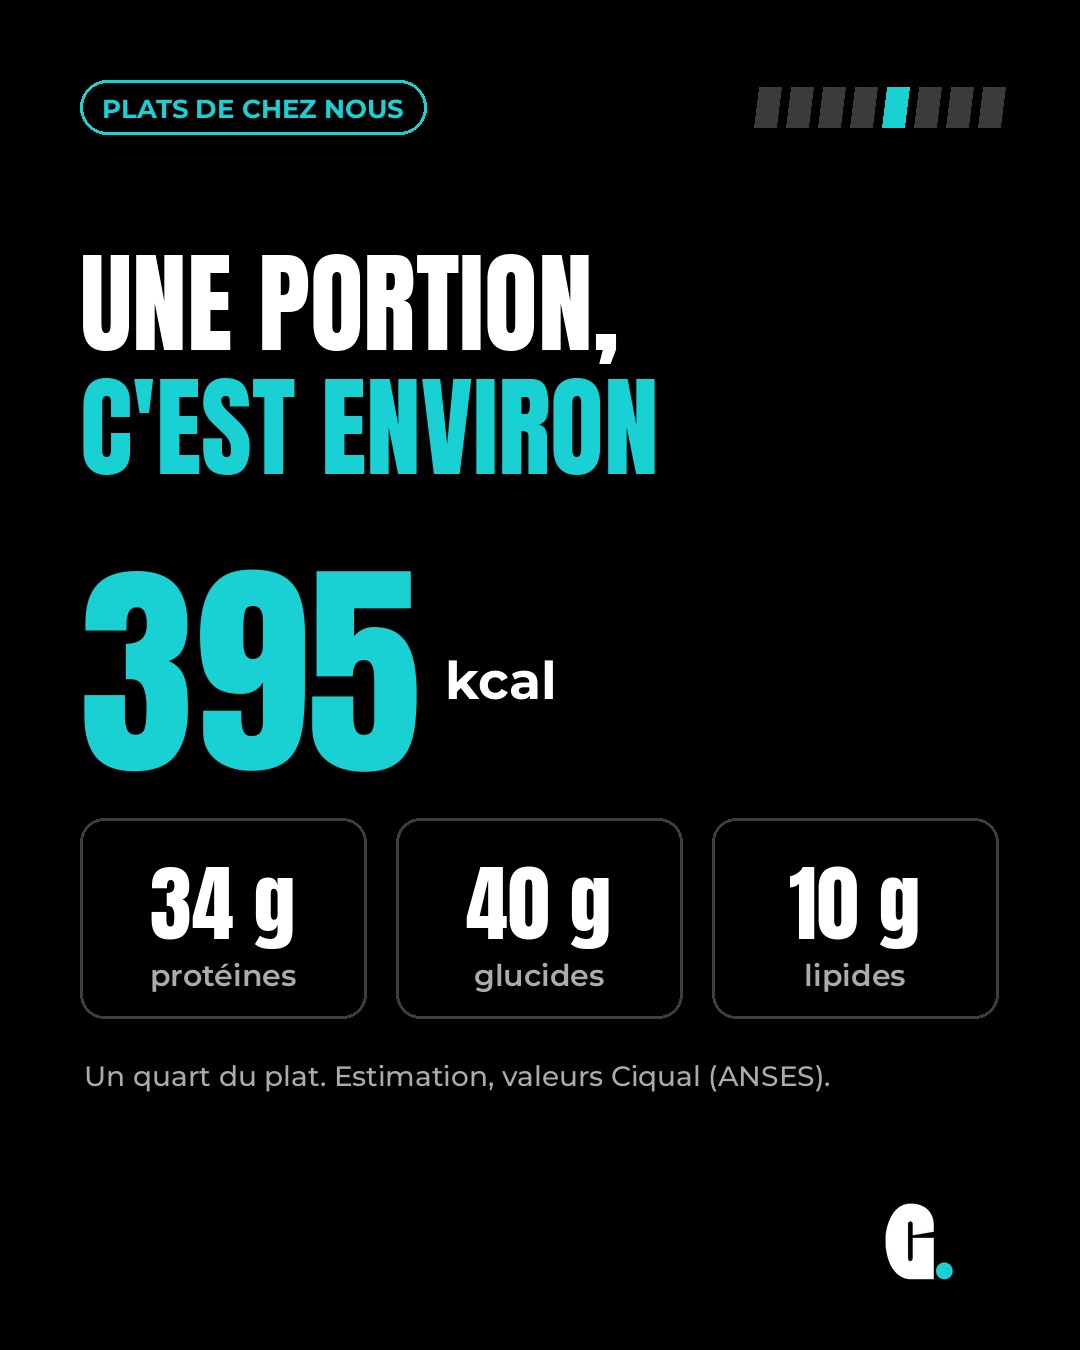 PLATS DE CHEZ NOUS
UNE PORTION,
C'EST ENVIRON
395 kcal
34 g
protéines
40 g
glucides
10 g
lipides
Un quart du plat. Estimation, valeurs Ciqual (ANSES).
G.